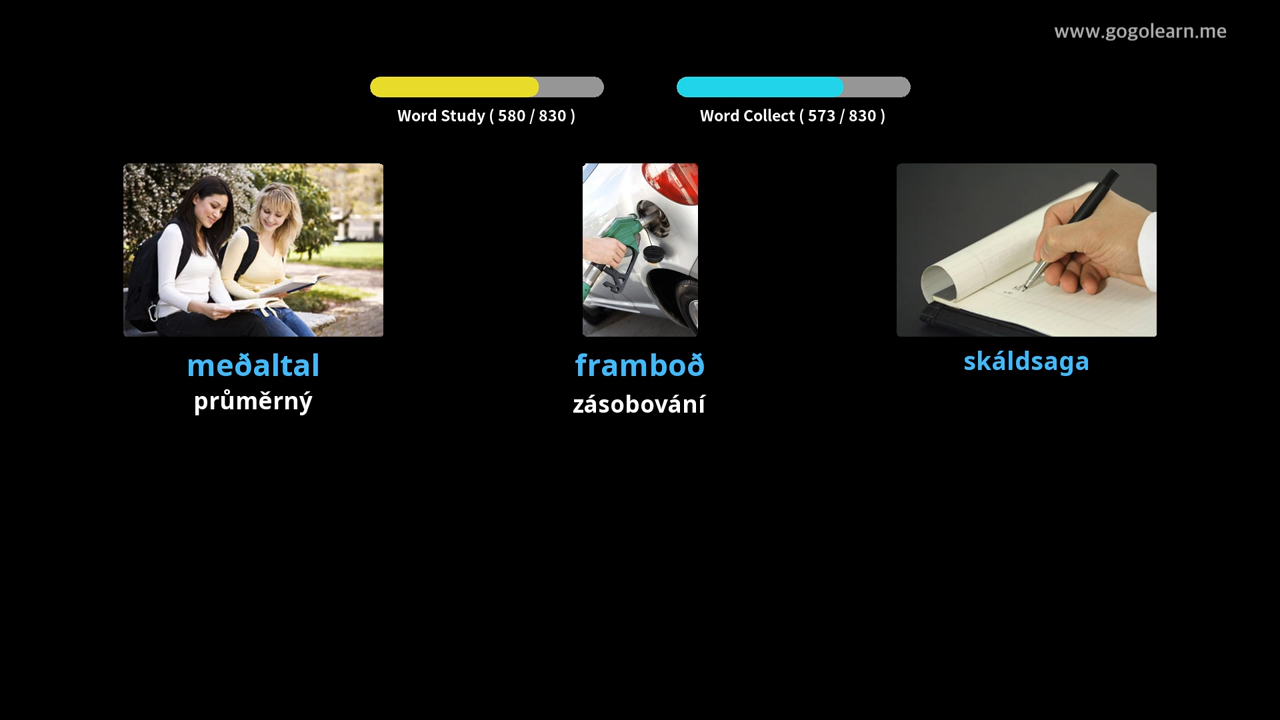 www.gogolearn.me
Word Study ( 580 / 830 )
Word Collect ( 573 / 830 )
meðaltal
průměrný
framboð
zásobování
skáldsaga